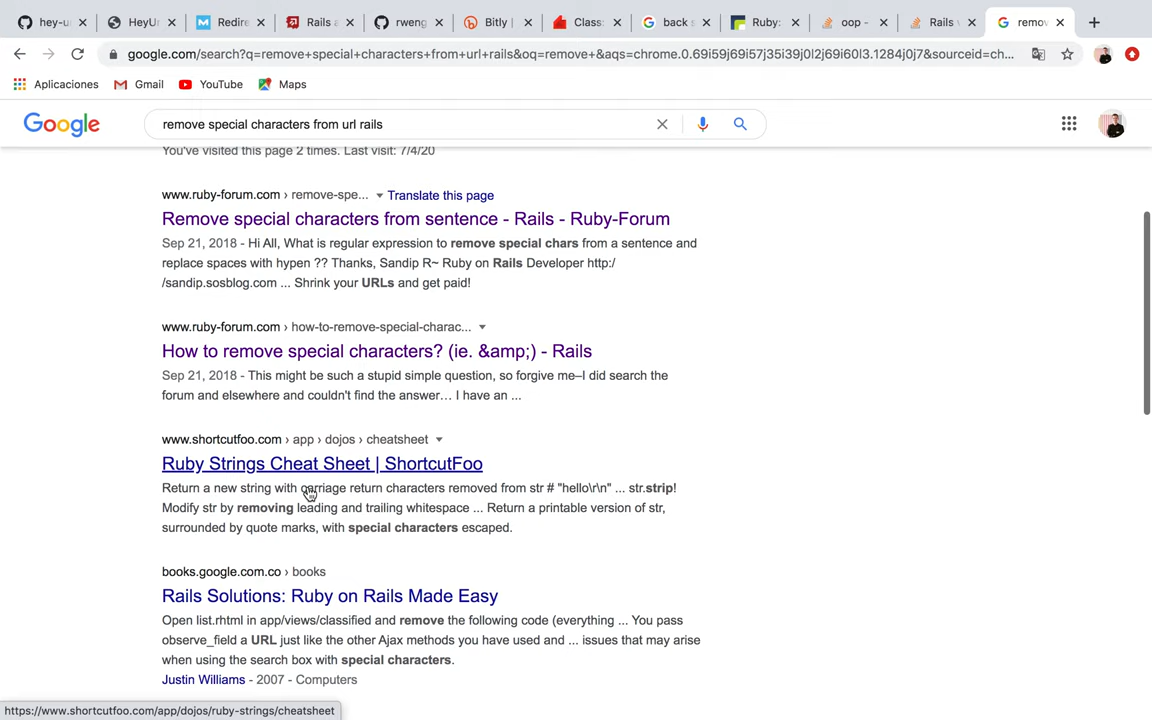 hey-u
HeyUr
Redire
Rails a
rweng
Bitly |
Class:
back s
Ruby:
oop -
Rails v
remov
google.com/search?q=remove+special+characters+from+url+rails&oq=remove+&aqs=chrome.0.69i59j69i57j35i39j0l2j69i60l3.1284j0j7&sourceid=ch...
Aplicaciones
Gmail
YouTube
Maps
Google
remove special characters from url rails
You've visited this page 2 times. Last visit: 7/4/20
www.ruby-forum.com › remove-spe... Translate this page
Remove special characters from sentence - Rails - Ruby-Forum
Sep 21, 2018 - Hi All, What is regular expression to remove special chars from a sentence and
replace spaces with hypen ?? Thanks, Sandip R~ Ruby on Rails Developer http:/
/sandip.sosblog.com ... Shrink your URLs and get paid!
www.ruby-forum.com › how-to-remove-special-charac...
How to remove special characters? (ie. &amp;) - Rails
Sep 21, 2018 - This might be such a stupid simple question, so forgive me–I did search the
forum and elsewhere and couldn't find the answer… I have an ...
www.shortcutfoo.com › app › dojos › cheatsheet
Ruby Strings Cheat Sheet | ShortcutFoo
Return a new string with carriage return characters removed from str # "hello\r\n" ... str.strip!
Modify str by removing leading and trailing whitespace ... Return a printable version of str,
surrounded by quote marks, with special characters escaped.
books.google.com.co › books
Rails Solutions: Ruby on Rails Made Easy
Open list.rhtml in app/views/classified and remove the following code (everything ... You pass
observe_field a URL just like the other Ajax methods you have used and ... issues that may arise
when using the search box with special characters.
Justin Williams - 2007 - Computers
https://www.shortcutfoo.com/app/dojos/ruby-strings/cheatsheet